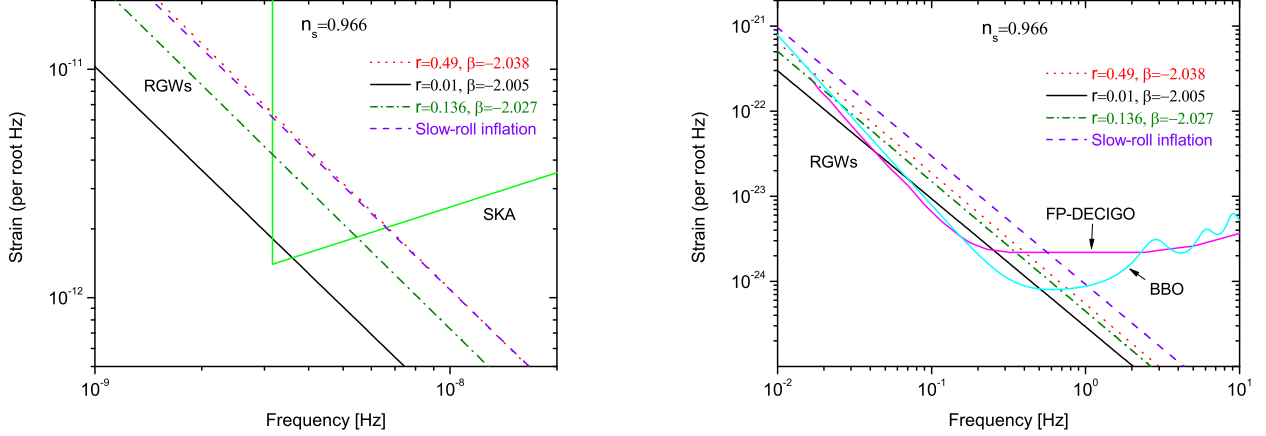 n_s=0.966
10^-11
r=0.49, β=−2.038
RGWs
r=0.01, β=−2.005
r=0.136, β=−2.027
Slow-roll inflation
SKA
10^-12
10^-9
10^-8
Strain (per root Hz)
Frequency [Hz]
10^-21
n_s=0.966
r=0.49, β=−2.038
r=0.01, β=−2.005
10^-22
r=0.136, β=−2.027
Slow-roll inflation
RGWs
10^-23
FP-DECIGO
10^-24
BBO
10^-2
10^-1
10^0
10^1
Strain (per root Hz)
Frequency [Hz]